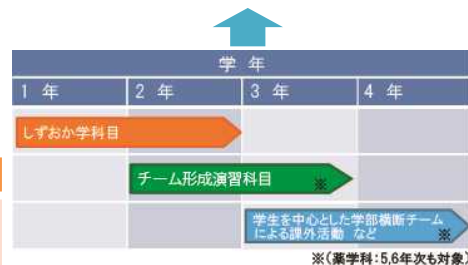 学 年
1 年 2 年 3 年 4 年
しずおか学科目
チーム形成演習科目 ※
学生を中心とした学部横断チーム
による課外活動 など ※
※(薬学科:5,6年次も対象)